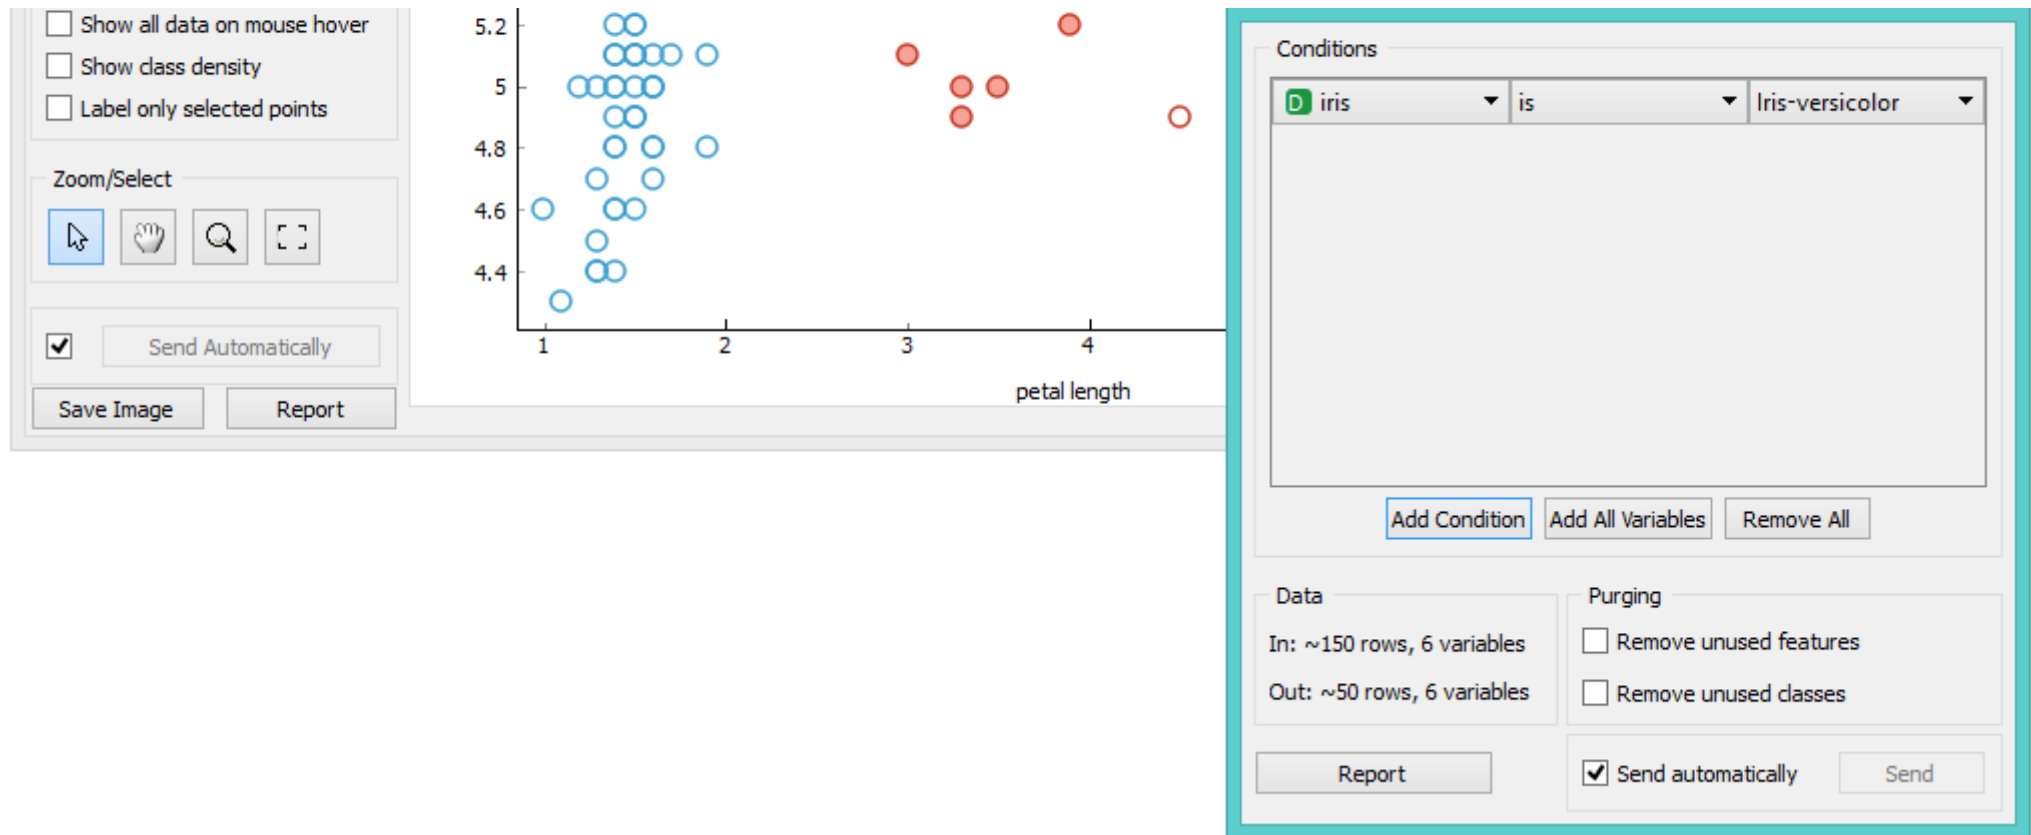 Show all data on mouse hover
Show class density
Label only selected points
Zoom/Select
Send Automatically
Save Image
Report
5.2
5
4.8
4.6
4.4
1 2 3 4
petal length
Conditions
D iris is Iris-versicolor
Add Condition Add All Variables Remove All
Data
In: ~150 rows, 6 variables
Out: ~50 rows, 6 variables
Purging
Remove unused features
Remove unused classes
Report
Send automatically
Send